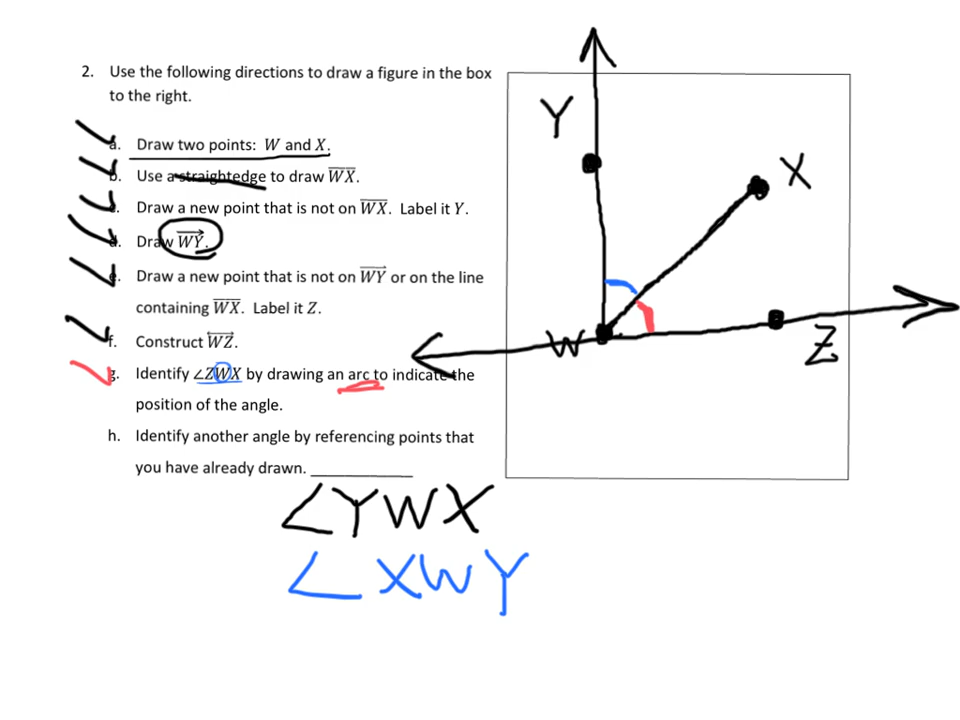 2. Use the following directions to draw a figure in the box
to the right.
a. Draw two points: W and X.
b. Use a straightedge to draw W̅X̅.
c. Draw a new point that is not on W̅X̅. Label it Y.
d. Draw WY⃗.
e. Draw a new point that is not on WY⃗ or on the line
containing W̅X̅. Label it Z.
f. Construct WZ⃡.
g. Identify ∠ZWX by drawing an arc to indicate the
position of the angle.
h. Identify another angle by referencing points that
you have already drawn. ____________
∠YWX
∠XWY
Y
X
W
Z